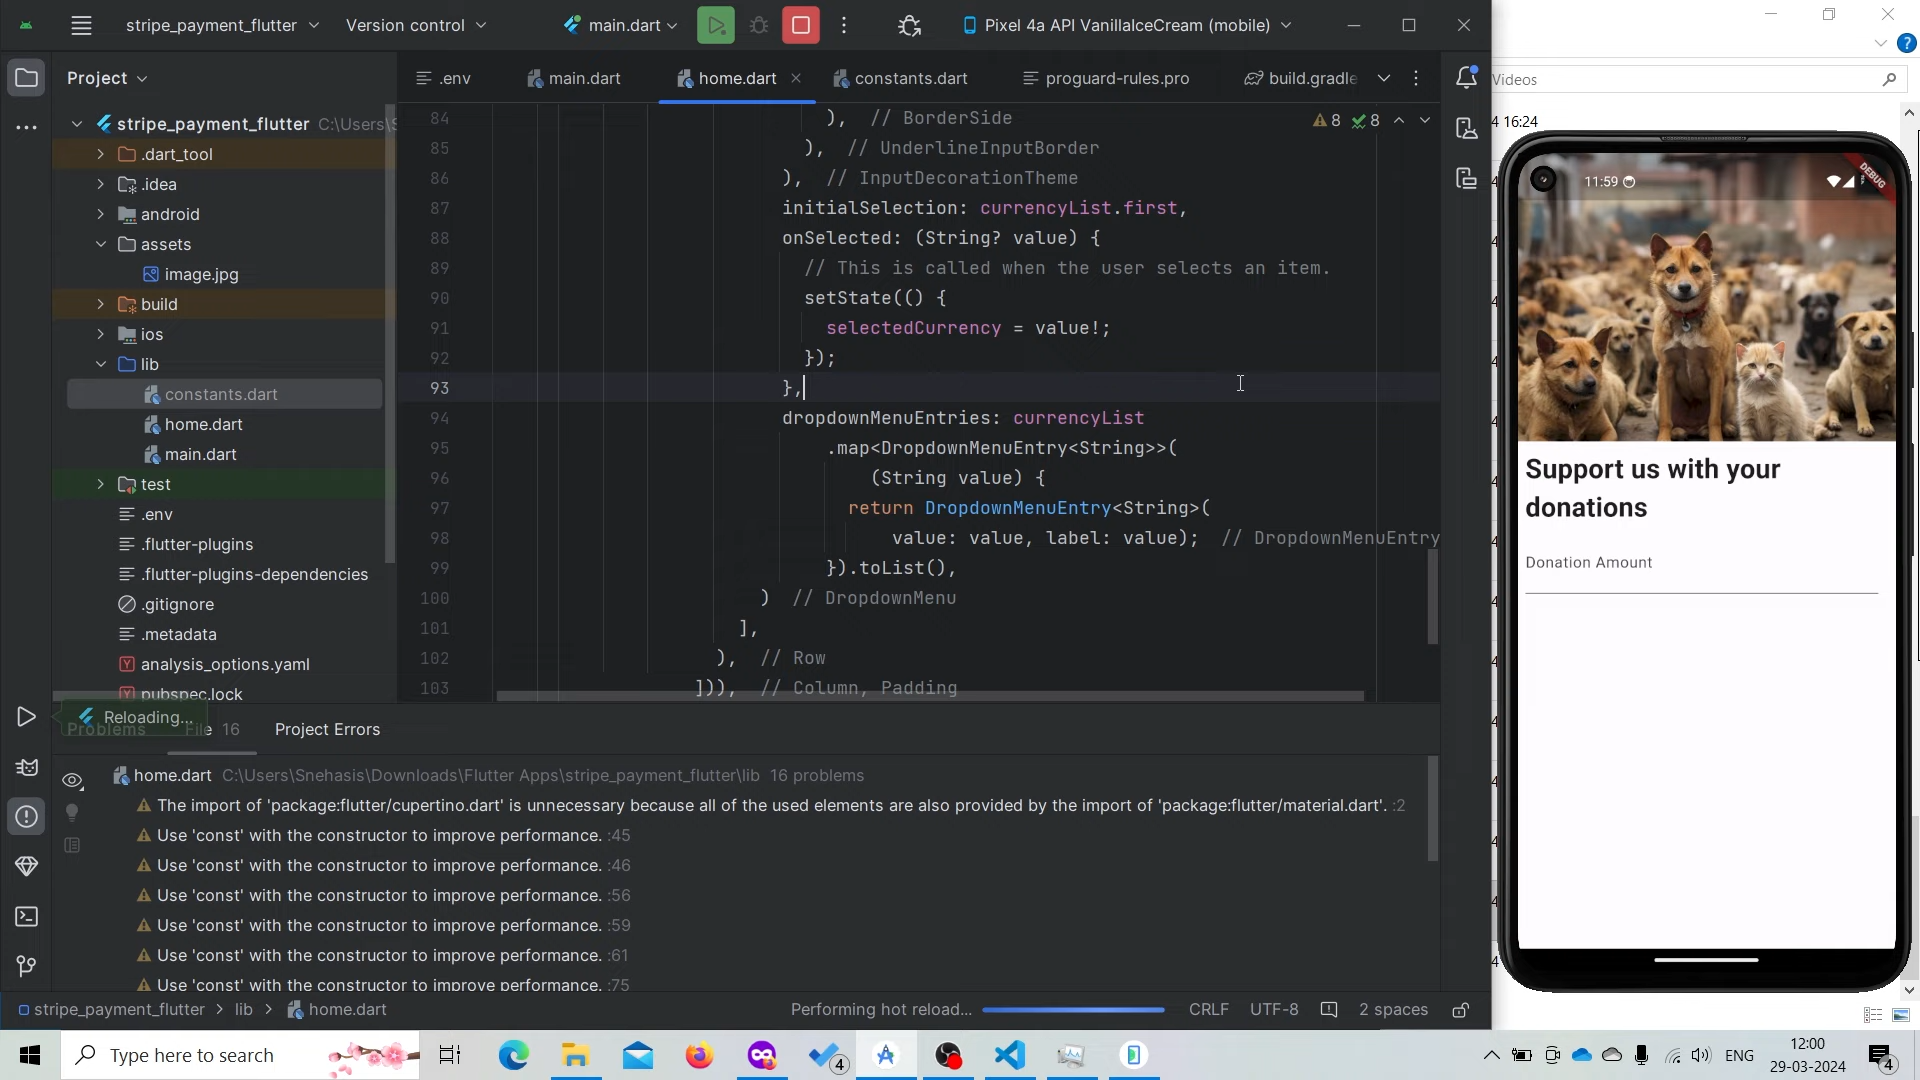 stripe_payment_flutter
Version control
main.dart
Pixel 4a API VanillaIceCream (mobile)
Project
.env
main.dart
home.dart
constants.dart
proguard-rules.pro
build.gradle
stripe_payment_flutter C:\Users\S
.dart_tool
.idea
android
assets
image.jpg
build
ios
lib
constants.dart
home.dart
main.dart
test
.env
.flutter-plugins
.flutter-plugins-dependencies
.gitignore
.metadata
analysis_options.yaml
pubspec.lock
8 8
84 ), // BorderSide
85 ), // UnderlineInputBorder
86 ), // InputDecorationTheme
87 initialSelection: currencyList.first,
88 onSelected: (String? value) {
89 // This is called when the user selects an item.
90 setState(() {
91 selectedCurrency = value!;
92 });
93 },
94 dropdownMenuEntries: currencyList
95 .map<DropdownMenuEntry<String>>(
96 (String value) {
97 return DropdownMenuEntry<String>(
98 value: value, label: value); // DropdownMenuEntry
99 }).toList(),
100 ) // DropdownMenu
101 ],
102 ), // Row
103 ])), // Column, Padding
Reloading...
Problems File 16 Project Errors
home.dart C:\Users\Snehasis\Downloads\Flutter Apps\stripe_payment_flutter\lib 16 problems
The import of 'package:flutter/cupertino.dart' is unnecessary because all of the used elements are also provided by the import of 'package:flutter/material.dart'. :2
Use 'const' with the constructor to improve performance. :45
Use 'const' with the constructor to improve performance. :46
Use 'const' with the constructor to improve performance. :56
Use 'const' with the constructor to improve performance. :59
Use 'const' with the constructor to improve performance. :61
Use 'const' with the constructor to improve performance. :75
stripe_payment_flutter > lib > home.dart
Performing hot reload...
CRLF UTF-8 2 spaces
Videos
4 16:24
11:59
DEBUG
Support us with your
donations
Donation Amount
Type here to search
4
ENG
12:00
29-03-2024
4